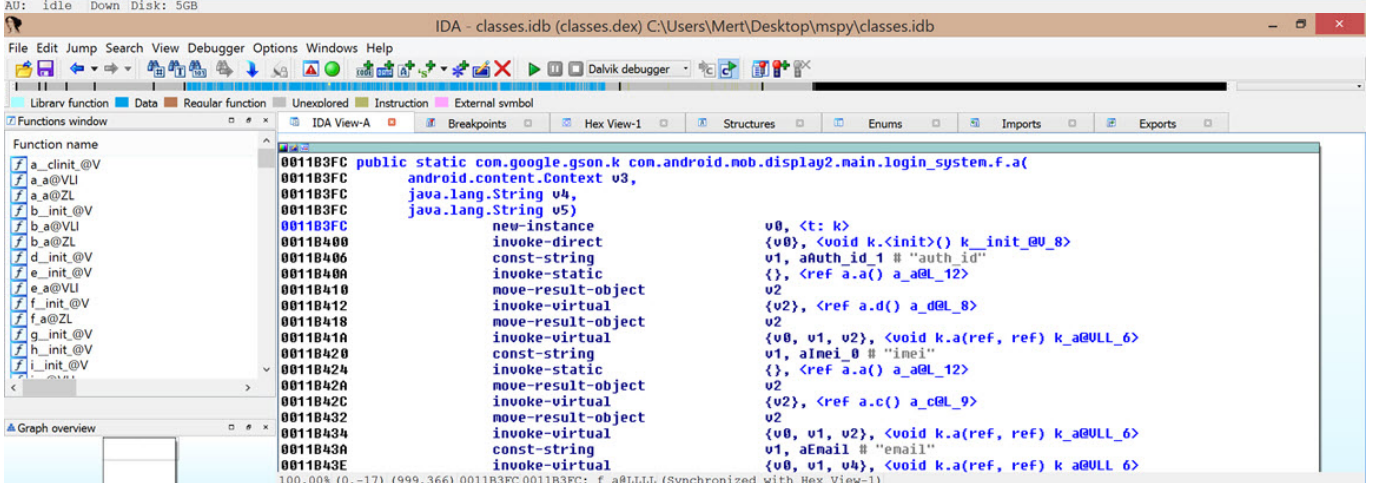 AU: idle Down Disk: 5GB
IDA - classes.idb (classes.dex) C:\Users\Mert\Desktop\mspy\classes.idb
File Edit Jump Search View Debugger Options Windows Help
Dalvik debugger
Library function Data Regular function Unexplored Instruction External symbol
Functions window
IDA View-A Breakpoints Hex View-1 Structures Enums Imports Exports
Function name
f a__clinit_@V
f a_a@VLI
f a_a@ZL
f b__init_@V
f b_a@VLI
f b_a@ZL
f d__init_@V
f e__init_@V
f e_a@VLI
f f__init_@V
f f_a@ZL
f g__init_@V
f h__init_@V
f i__init_@V
Graph overview
0011B3FC public static com.google.gson.k com.android.mob.display2.main.login_system.f.a(
0011B3FC android.content.Context v3,
0011B3FC java.lang.String v4,
0011B3FC java.lang.String v5)
0011B3FC new-instance v0, <t: k>
0011B400 invoke-direct {v0}, <void k.<init>() k__init_@V_8>
0011B406 const-string v1, aAuth_id_1 # "auth_id"
0011B40A invoke-static {}, <ref a.a() a_a@L_12>
0011B410 move-result-object v2
0011B412 invoke-virtual {v2}, <ref a.d() a_d@L_8>
0011B418 move-result-object v2
0011B41A invoke-virtual {v0, v1, v2}, <void k.a(ref, ref) k_a@VLL_6>
0011B420 const-string v1, aImei_0 # "imei"
0011B424 invoke-static {}, <ref a.a() a_a@L_12>
0011B42A move-result-object v2
0011B42C invoke-virtual {v2}, <ref a.c() a_c@L_9>
0011B432 move-result-object v2
0011B434 invoke-virtual {v0, v1, v2}, <void k.a(ref, ref) k_a@VLL_6>
0011B43A const-string v1, aEmail # "email"
0011B43E invoke-virtual {v0, v1, v4}, <void k.a(ref, ref) k_a@VLL_6>
100.00% (0,-17) (999,366) 0011B3FC 0011B3FC: f_a@LLLL (Synchronized with Hex View-1)